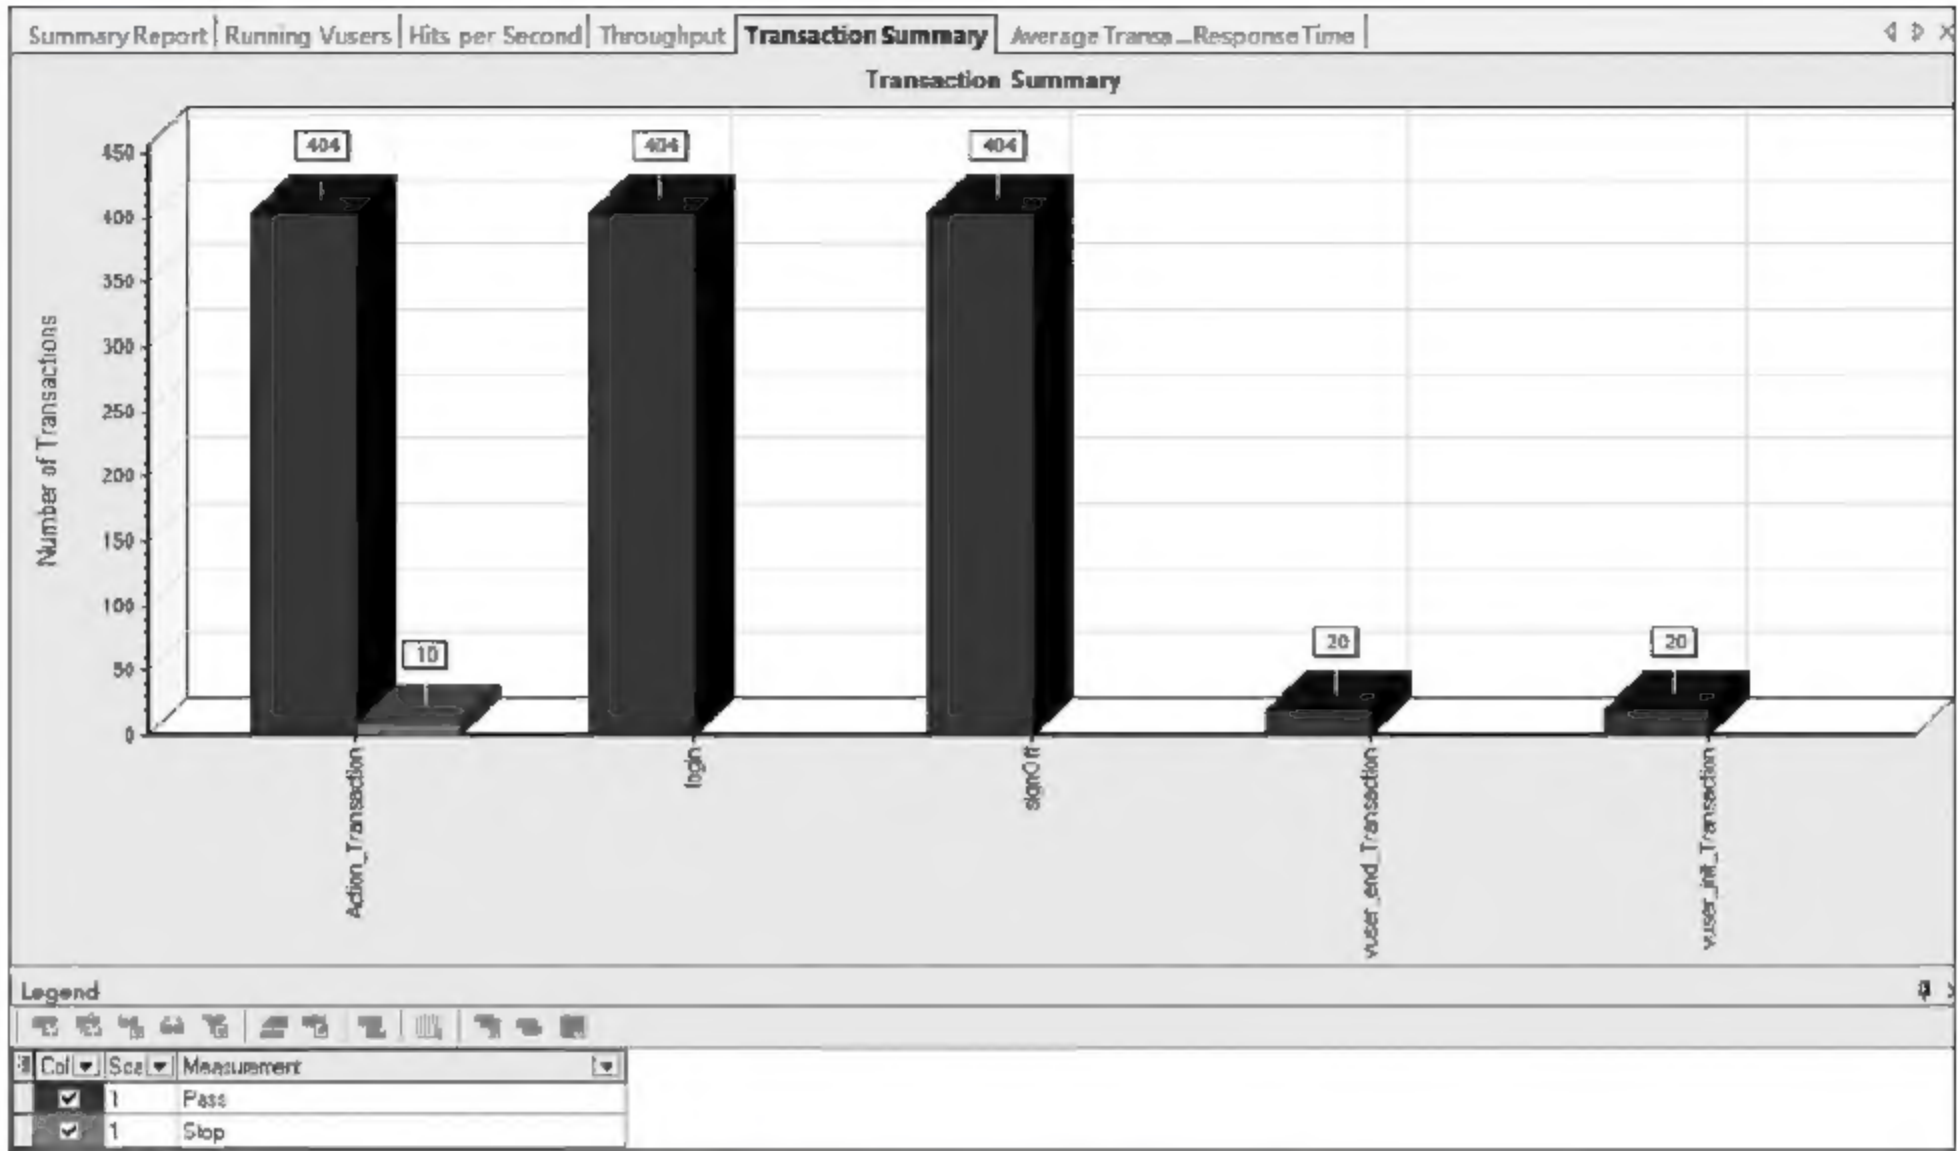 Summary Report Running Vusers Hits per Second Throughput Transaction Summary Average Transa...Response Time
Transaction Summary
404 404 404
450
400
350
300
250
200
150
100
50
0
Number of Transactions
10
20 20
Action_Transaction
login
signOff
vuser_end_Transaction
vuser_init_Transaction
Legend
Col Sca Measurement
1 Pass
1 Stop